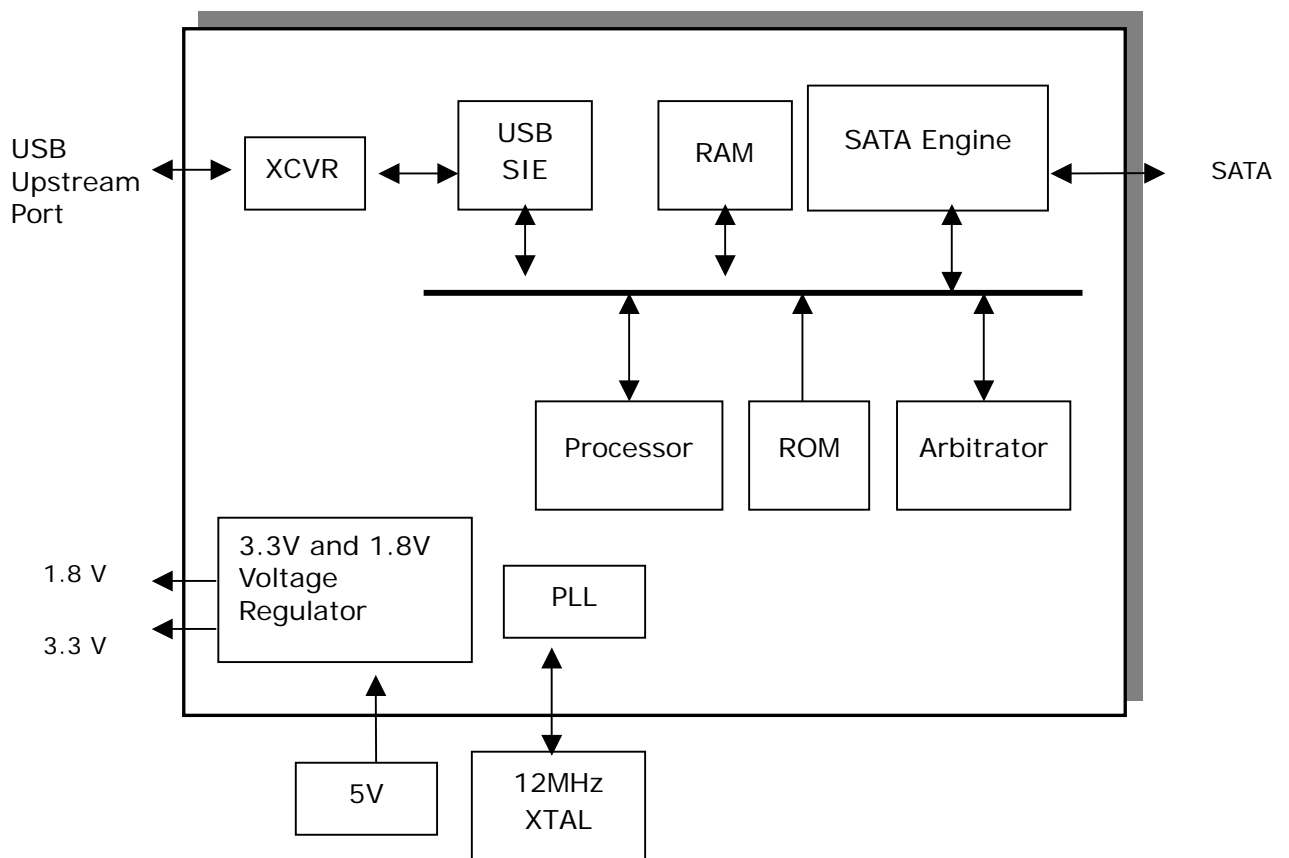 USB
Upstream
Port
XCVR
USB
SIE
RAM
SATA Engine
SATA
Processor
ROM
Arbitrator
3.3V and 1.8V
Voltage
Regulator
1.8 V
3.3 V
PLL
5V
12MHz
XTAL